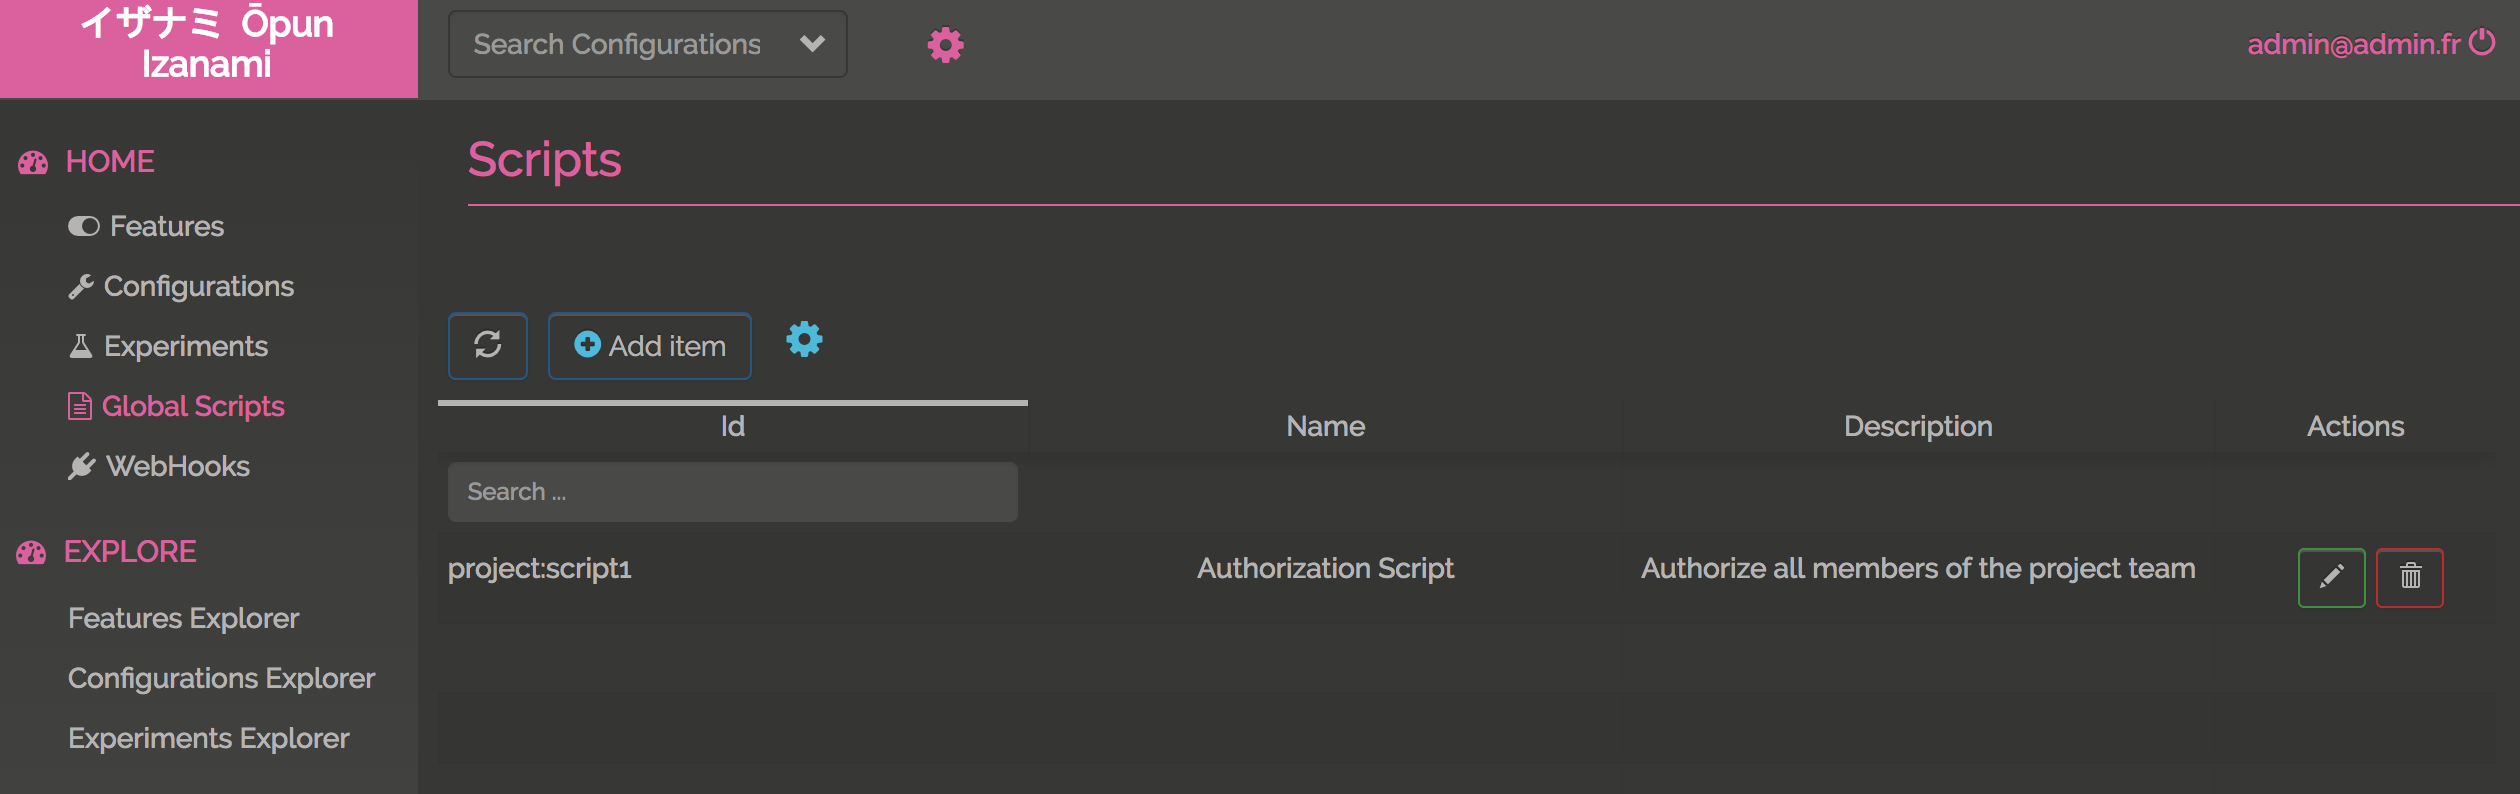 イザナミ Ōpun
Izanami
Search Configurations
admin@admin.fr
HOME
Features
Configurations
Experiments
Global Scripts
WebHooks
EXPLORE
Features Explorer
Configurations Explorer
Experiments Explorer
Scripts
Add item
Id Name Description Actions
Search ...
project:script1 Authorization Script Authorize all members of the project team